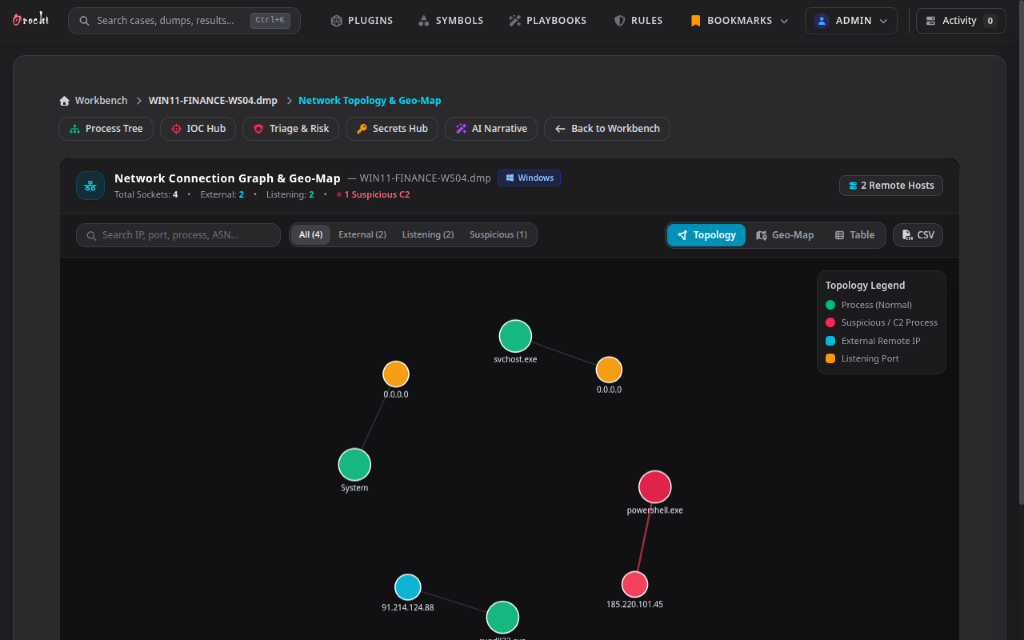 Orochi
Search cases, dumps, results... Ctrl+K
PLUGINS SYMBOLS PLAYBOOKS RULES BOOKMARKS ADMIN Activity 0
Workbench > WIN11-FINANCE-WS04.dmp > Network Topology & Geo-Map
Process Tree IOC Hub Triage & Risk Secrets Hub AI Narrative ← Back to Workbench
Network Connection Graph & Geo-Map — WIN11-FINANCE-WS04.dmp Windows
Total Sockets: 4 • External: 2 • Listening: 2 • 1 Suspicious C2
2 Remote Hosts
Search IP, port, process, ASN...
All (4) External (2) Listening (2) Suspicious (1)
Topology Geo-Map Table CSV
Topology Legend
Process (Normal)
Suspicious / C2 Process
External Remote IP
Listening Port
svchost.exe
0.0.0.0
0.0.0.0
System
powershell.exe
185.220.101.45
91.214.124.88